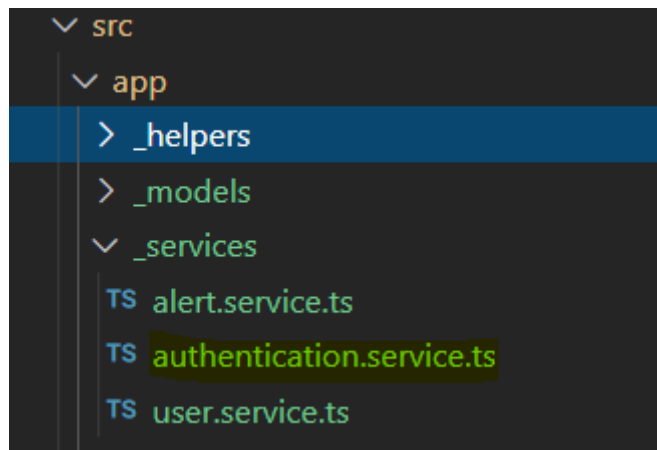 src
app
_helpers
_models
_services
TS alert.service.ts
TS authentication.service.ts
TS user.service.ts